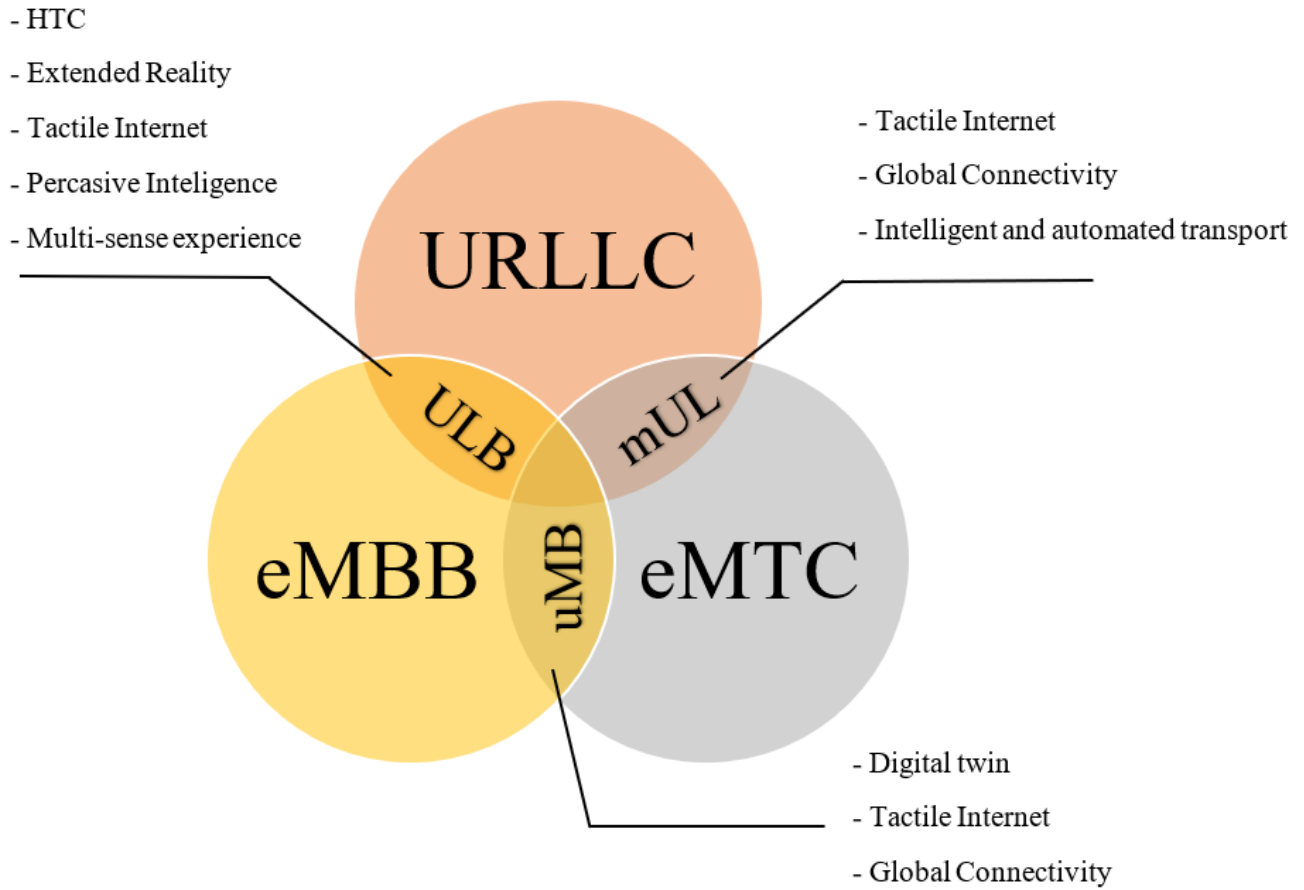 - HTC
- Extended Reality
- Tactile Internet
- Percasive Inteligence
- Multi-sense experience
- Tactile Internet
- Global Connectivity
- Intelligent and automated transport
URLLC
ULB
mUL
eMBB
uMB
eMTC
- Digital twin
- Tactile Internet
- Global Connectivity